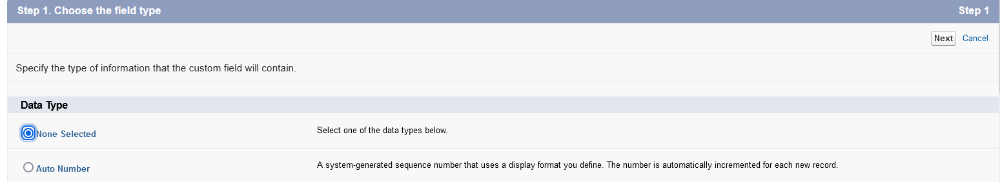 Step 1. Choose the field type Step 1
Next Cancel
Specify the type of information that the custom field will contain.
Data Type
None Selected Select one of the data types below.
Auto Number A system-generated sequence number that uses a display format you define. The number is automatically incremented for each new record.